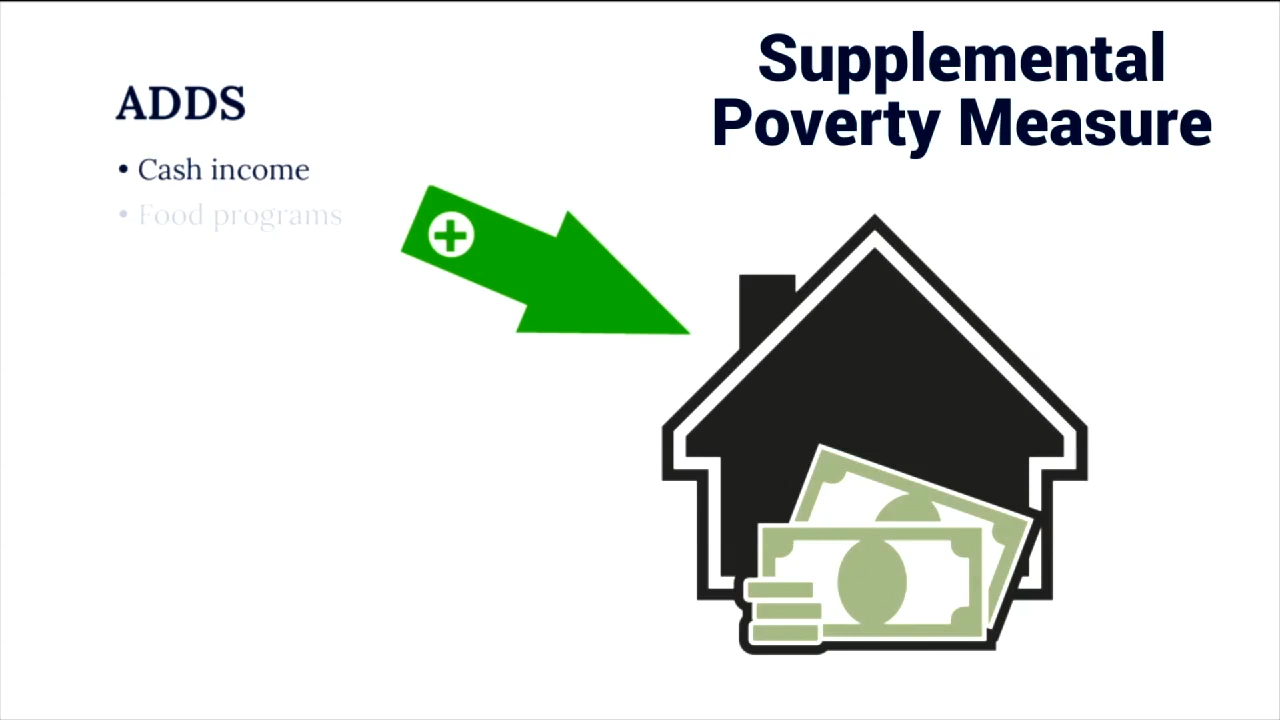 Supplemental
Poverty Measure
ADDS
• Cash income
• Food programs